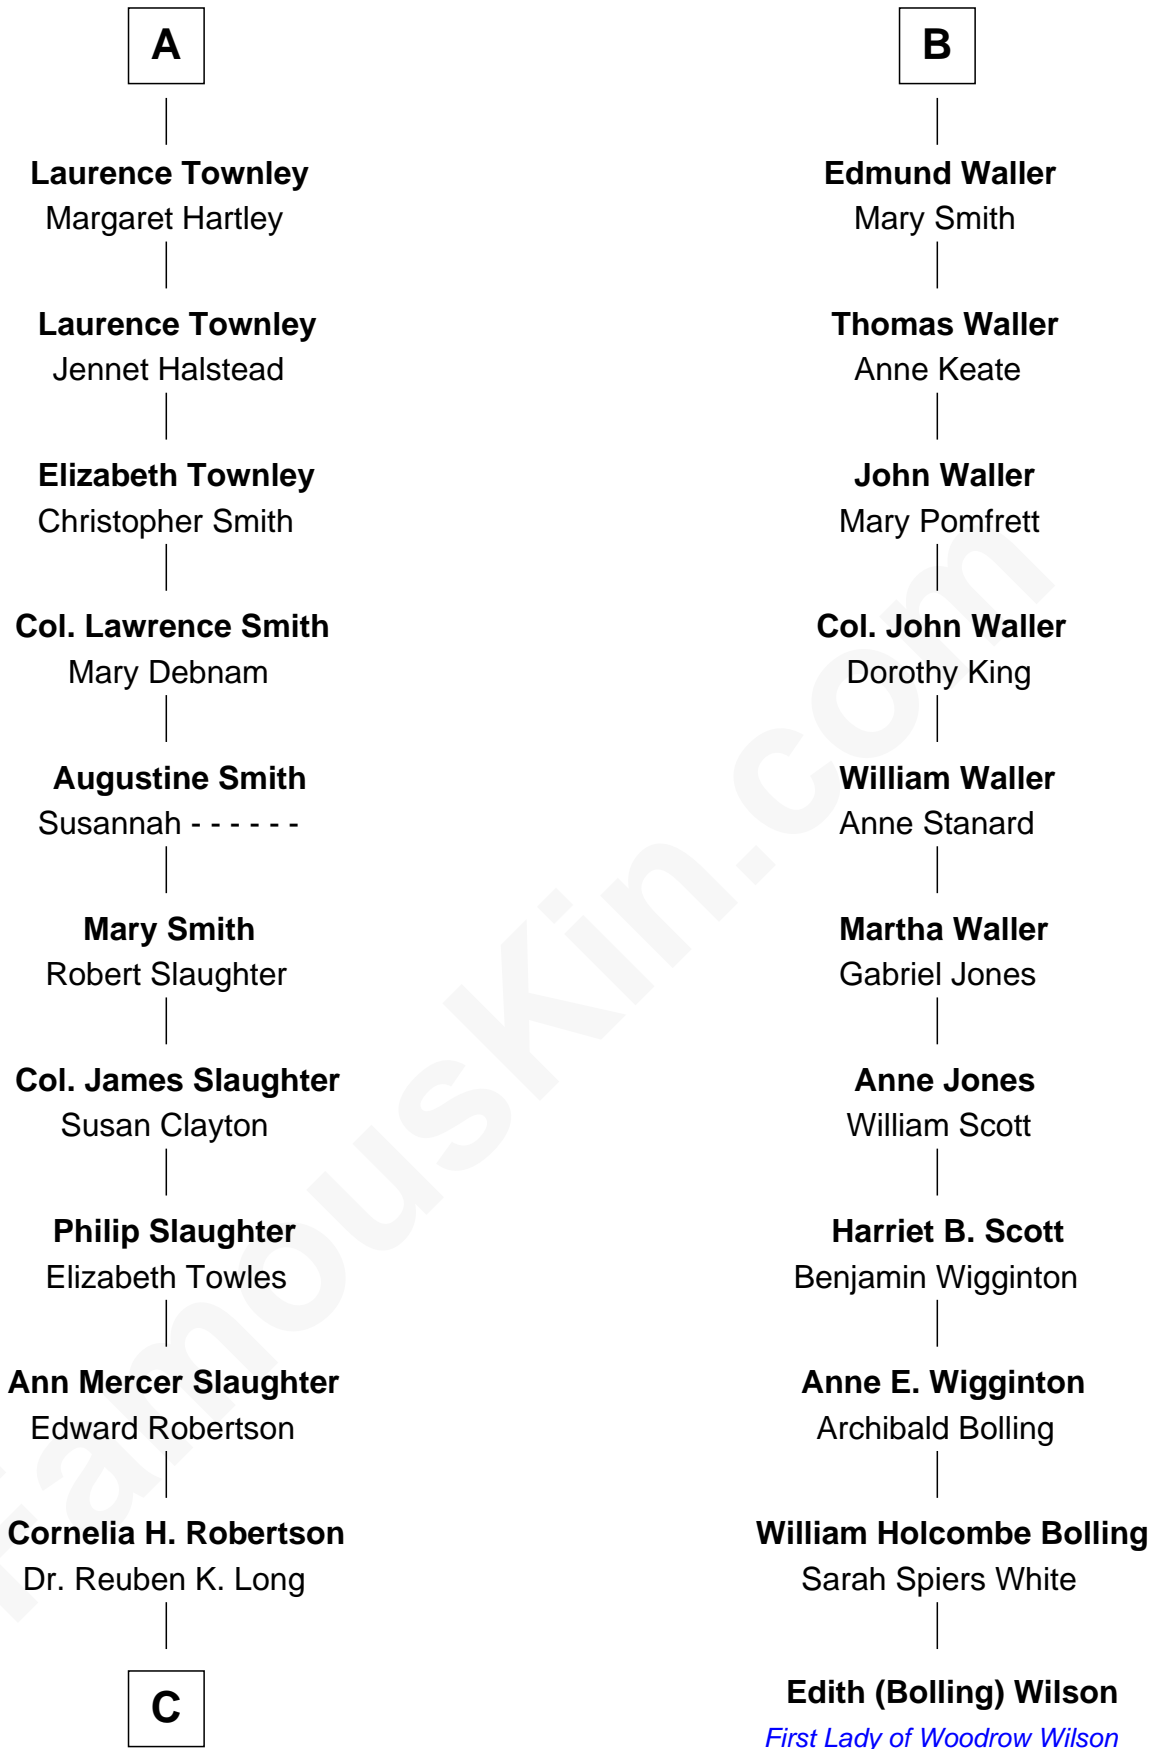 A
Laurence Townley
Margaret Hartley
Laurence Townley
Jennet Halstead
Elizabeth Townley
Christopher Smith
Col. Lawrence Smith
Mary Debnam
Augustine Smith
Susannah - - - - - -
Mary Smith
Robert Slaughter
Col. James Slaughter
Susan Clayton
Philip Slaughter
Elizabeth Towles
Ann Mercer Slaughter
Edward Robertson
Cornelia H. Robertson
Dr. Reuben K. Long
C
B
Edmund Waller
Mary Smith
Thomas Waller
Anne Keate
John Waller
Mary Pomfrett
Col. John Waller
Dorothy King
William Waller
Anne Stanard
Martha Waller
Gabriel Jones
Anne Jones
William Scott
Harriet B. Scott
Benjamin Wigginton
Anne E. Wigginton
Archibald Bolling
William Holcombe Bolling
Sarah Spiers White
Edith (Bolling) Wilson
First Lady of Woodrow Wilson
FamousKin.com